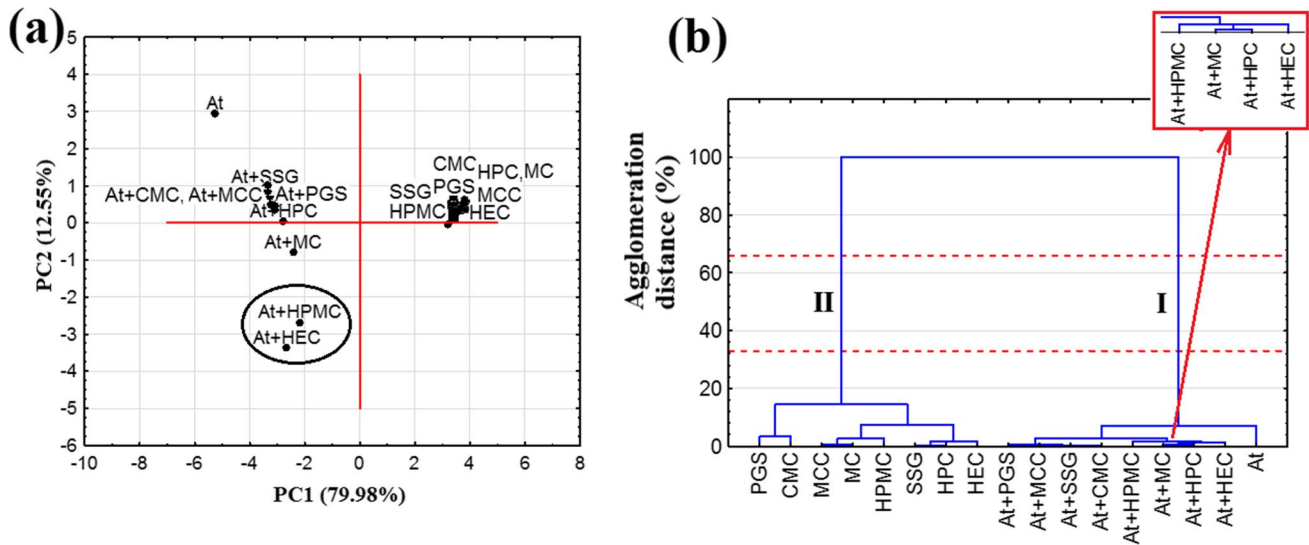 (a)
5
4
3
2
1
0
-1
-2
-3
-4
-5
-6
PC2 (12.55%)
At
At+SSG
At+CMC, At+MCC
At+PGS
At+HPC
At+MC
At+HPMC
At+HEC
CMC
HPC,MC
SSG
PGS
MCC
HPMC
HEC
-10 -8 -6 -4 -2 0 2 4 6 8
PC1 (79.98%)
(b)
At+HPMC
At+MC
At+HPC
At+HEC
Agglomeration
distance (%)
100
80
60
40
20
0
II
I
PGS
CMC
MCC
MC
HPMC
SSG
HPC
HEC
At+PGS
At+MCC
At+SSG
At+CMC
At+HPMC
At+MC
At+HPC
At+HEC
At